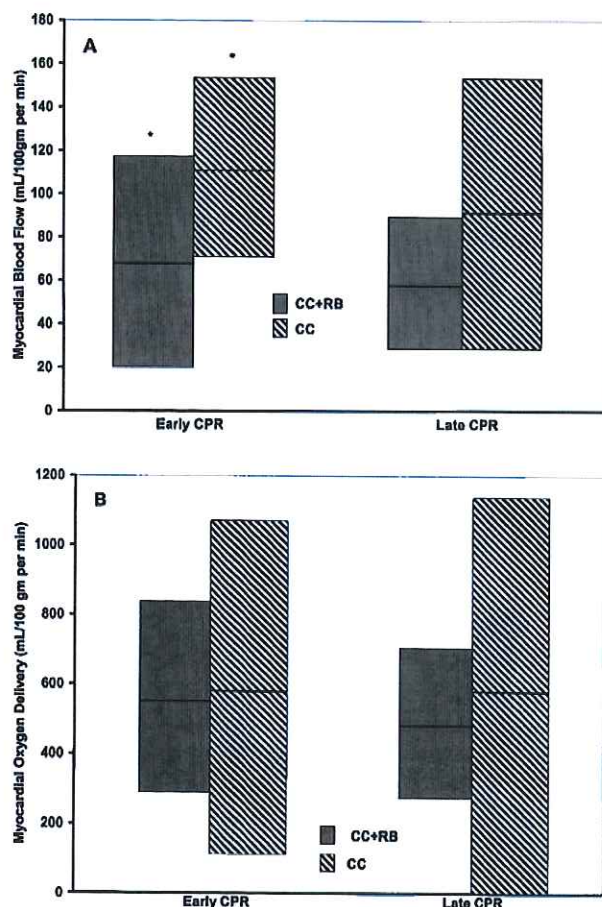 A
Myocardial Blood Flow (mL/100gm per min)
180
160
140
120
100
80
60
40
20
0
*
*
CC+RB
CC
Early CPR
Late CPR
B
Myocardial Oxygen Delivery (mL/100 gm per min)
1200
1000
800
600
400
200
0
CC+RB
CC
Early CPR
Late CPR